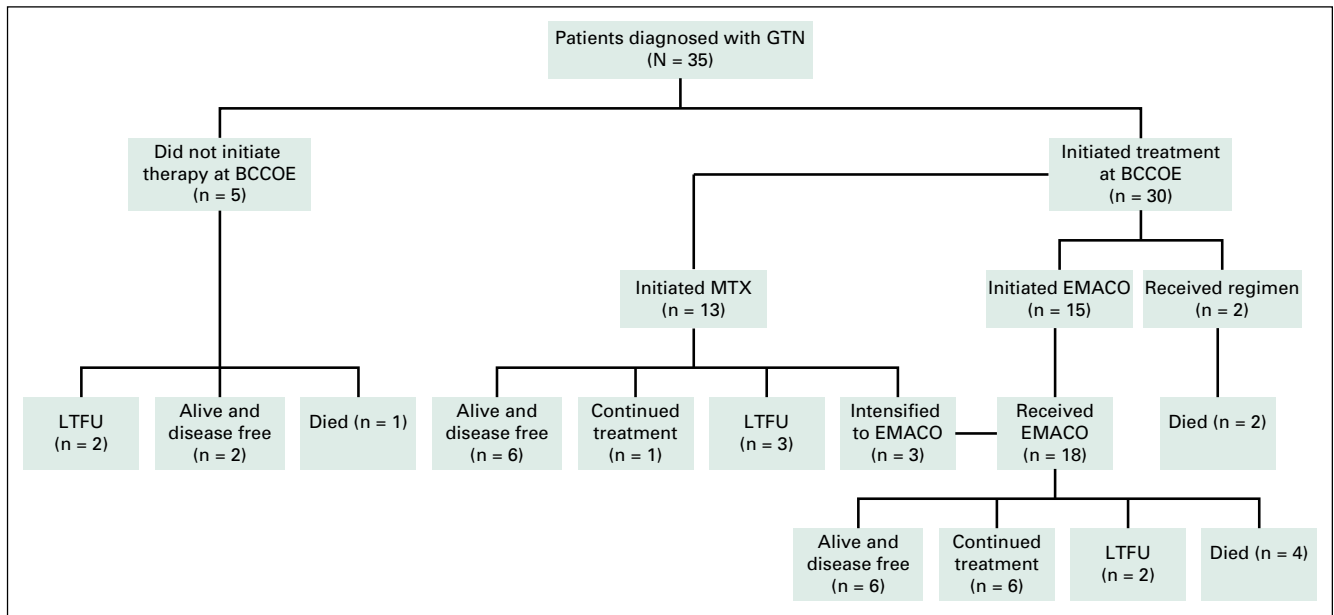 Patients diagnosed with GTN
(N = 35)
Did not initiate
therapy at BCCOE
(n = 5)
Initiated treatment
at BCCOE
(n = 30)
Initiated MTX
(n = 13)
Initiated EMACO
(n = 15)
Received regimen
(n = 2)
LTFU
(n = 2)
Alive and
disease free
(n = 2)
Died (n = 1)
Alive and
disease free
(n = 6)
Continued
treatment
(n = 1)
LTFU
(n = 3)
Intensified
to EMACO
(n = 3)
Received
EMACO
(n = 18)
Died (n = 2)
Alive and
disease free
(n = 6)
Continued
treatment
(n = 6)
LTFU
(n = 2)
Died (n = 4)